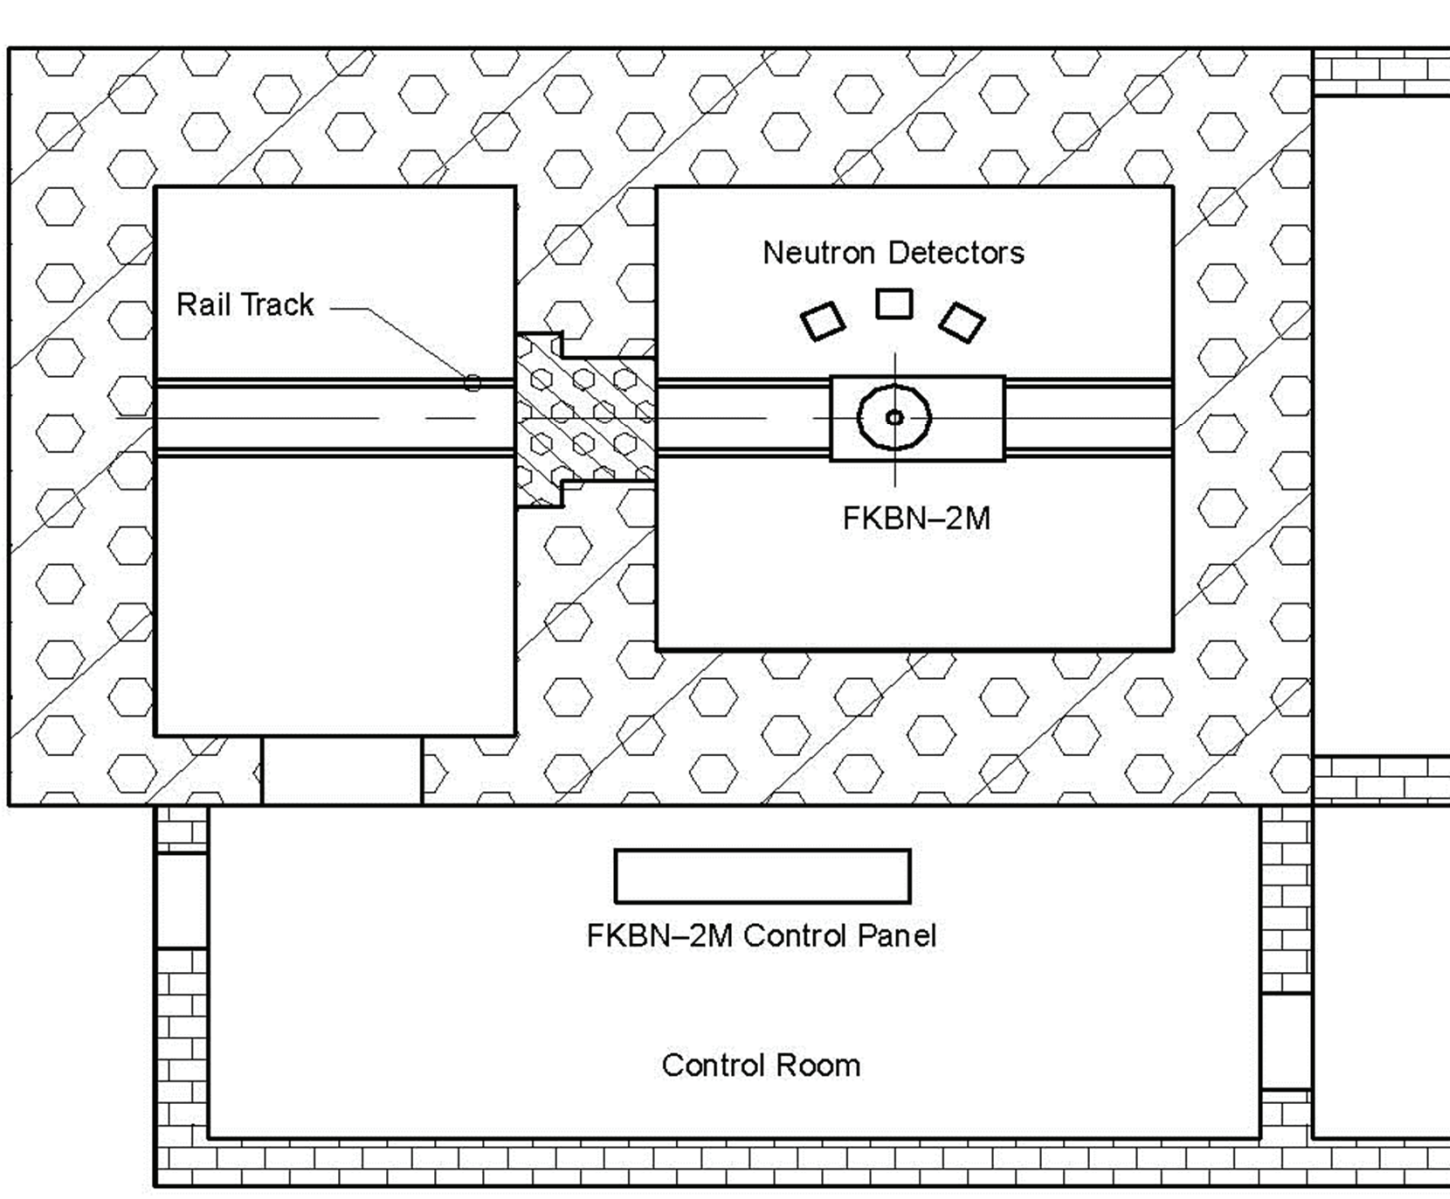 Neutron Detectors
Rail Track
FKBN–2M
FKBN–2M Control Panel
Control Room